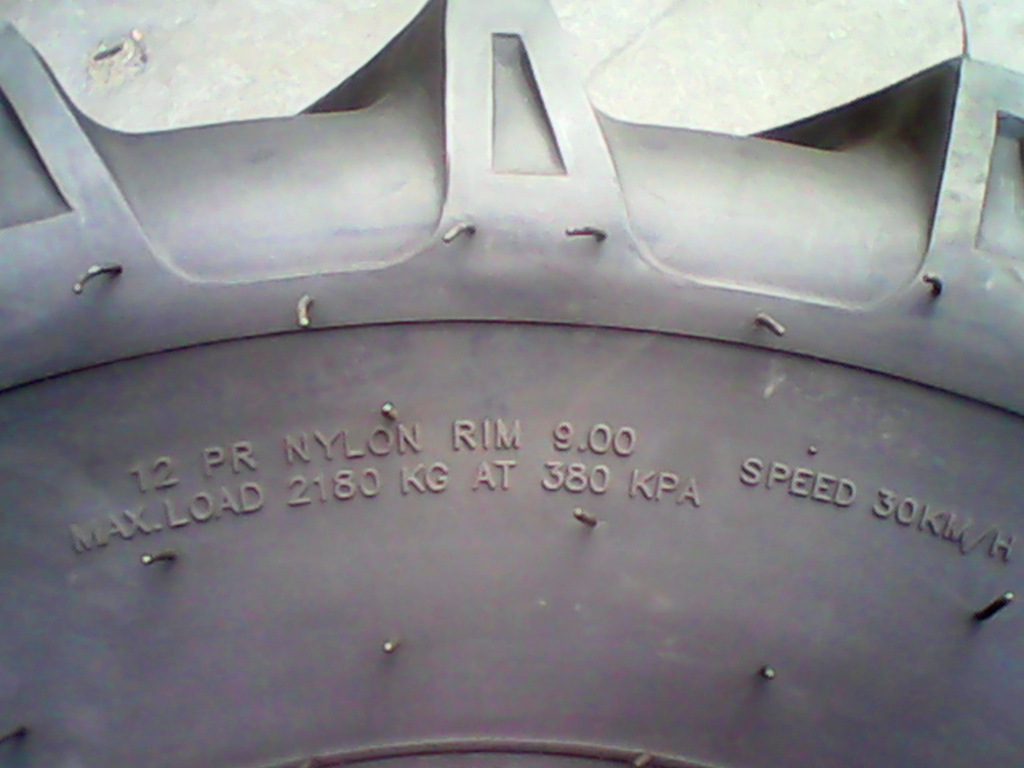 12 PR NYLON RIM 9.00
MAX.LOAD 2180 KG AT 380 KPA
SPEED 30KM/H